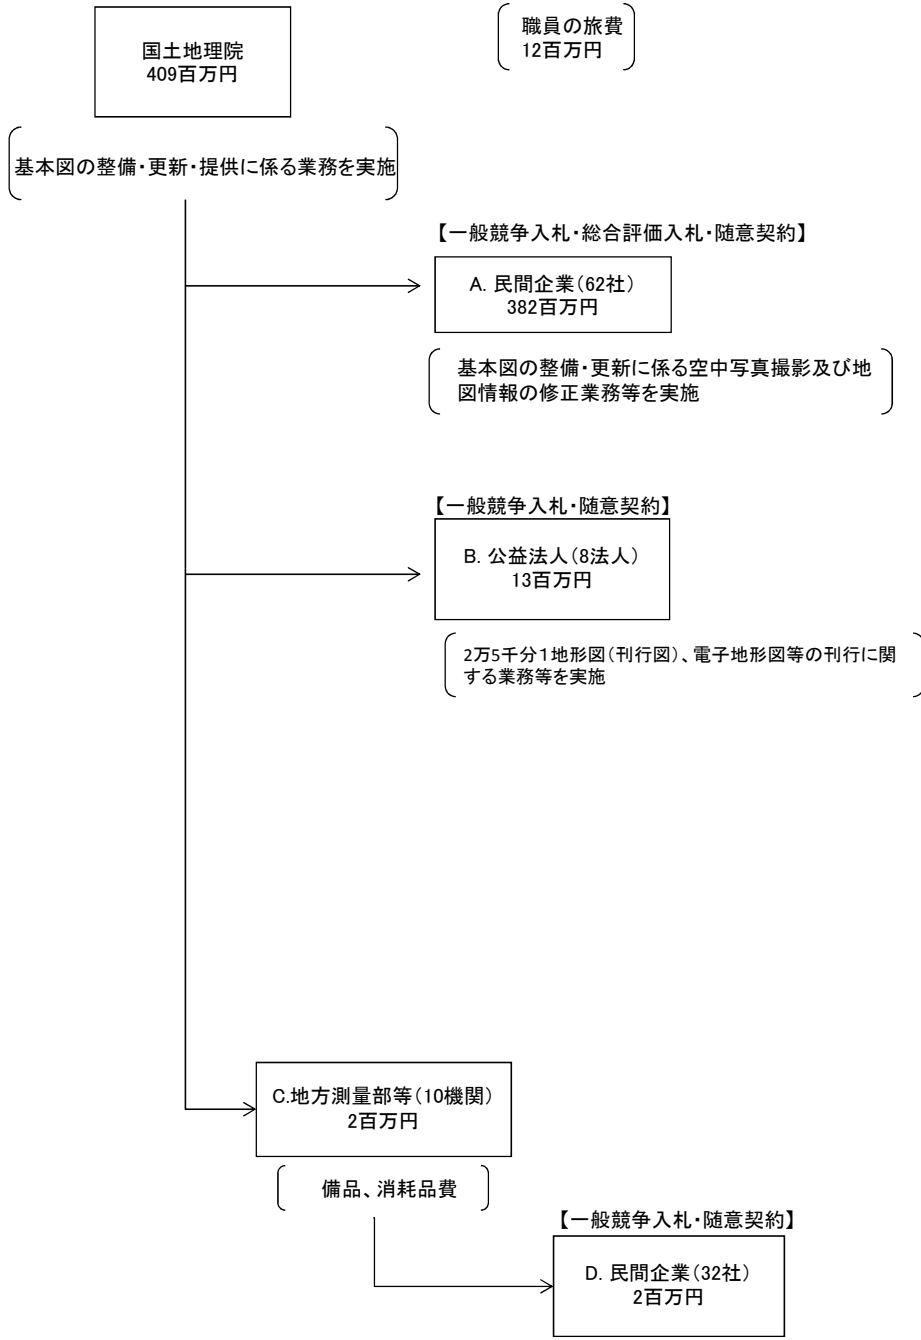 国土地理院
409百万円
職員の旅費
12百万円
基本図の整備・更新・提供に係る業務を実施
【一般競争入札・総合評価入札・随意契約】
A. 民間企業（62社）
382百万円
基本図の整備・更新に係る空中写真撮影及び地
図情報の修正業務等を実施
【一般競争入札・随意契約】
B. 公益法人（8法人）
13百万円
2万5千分1地形図（刊行図）、電子地形図等の刊行に関
する業務等を実施
C.地方測量部等（10機関）
2百万円
備品、消耗品費
【一般競争入札・随意契約】
D. 民間企業（32社）
2百万円